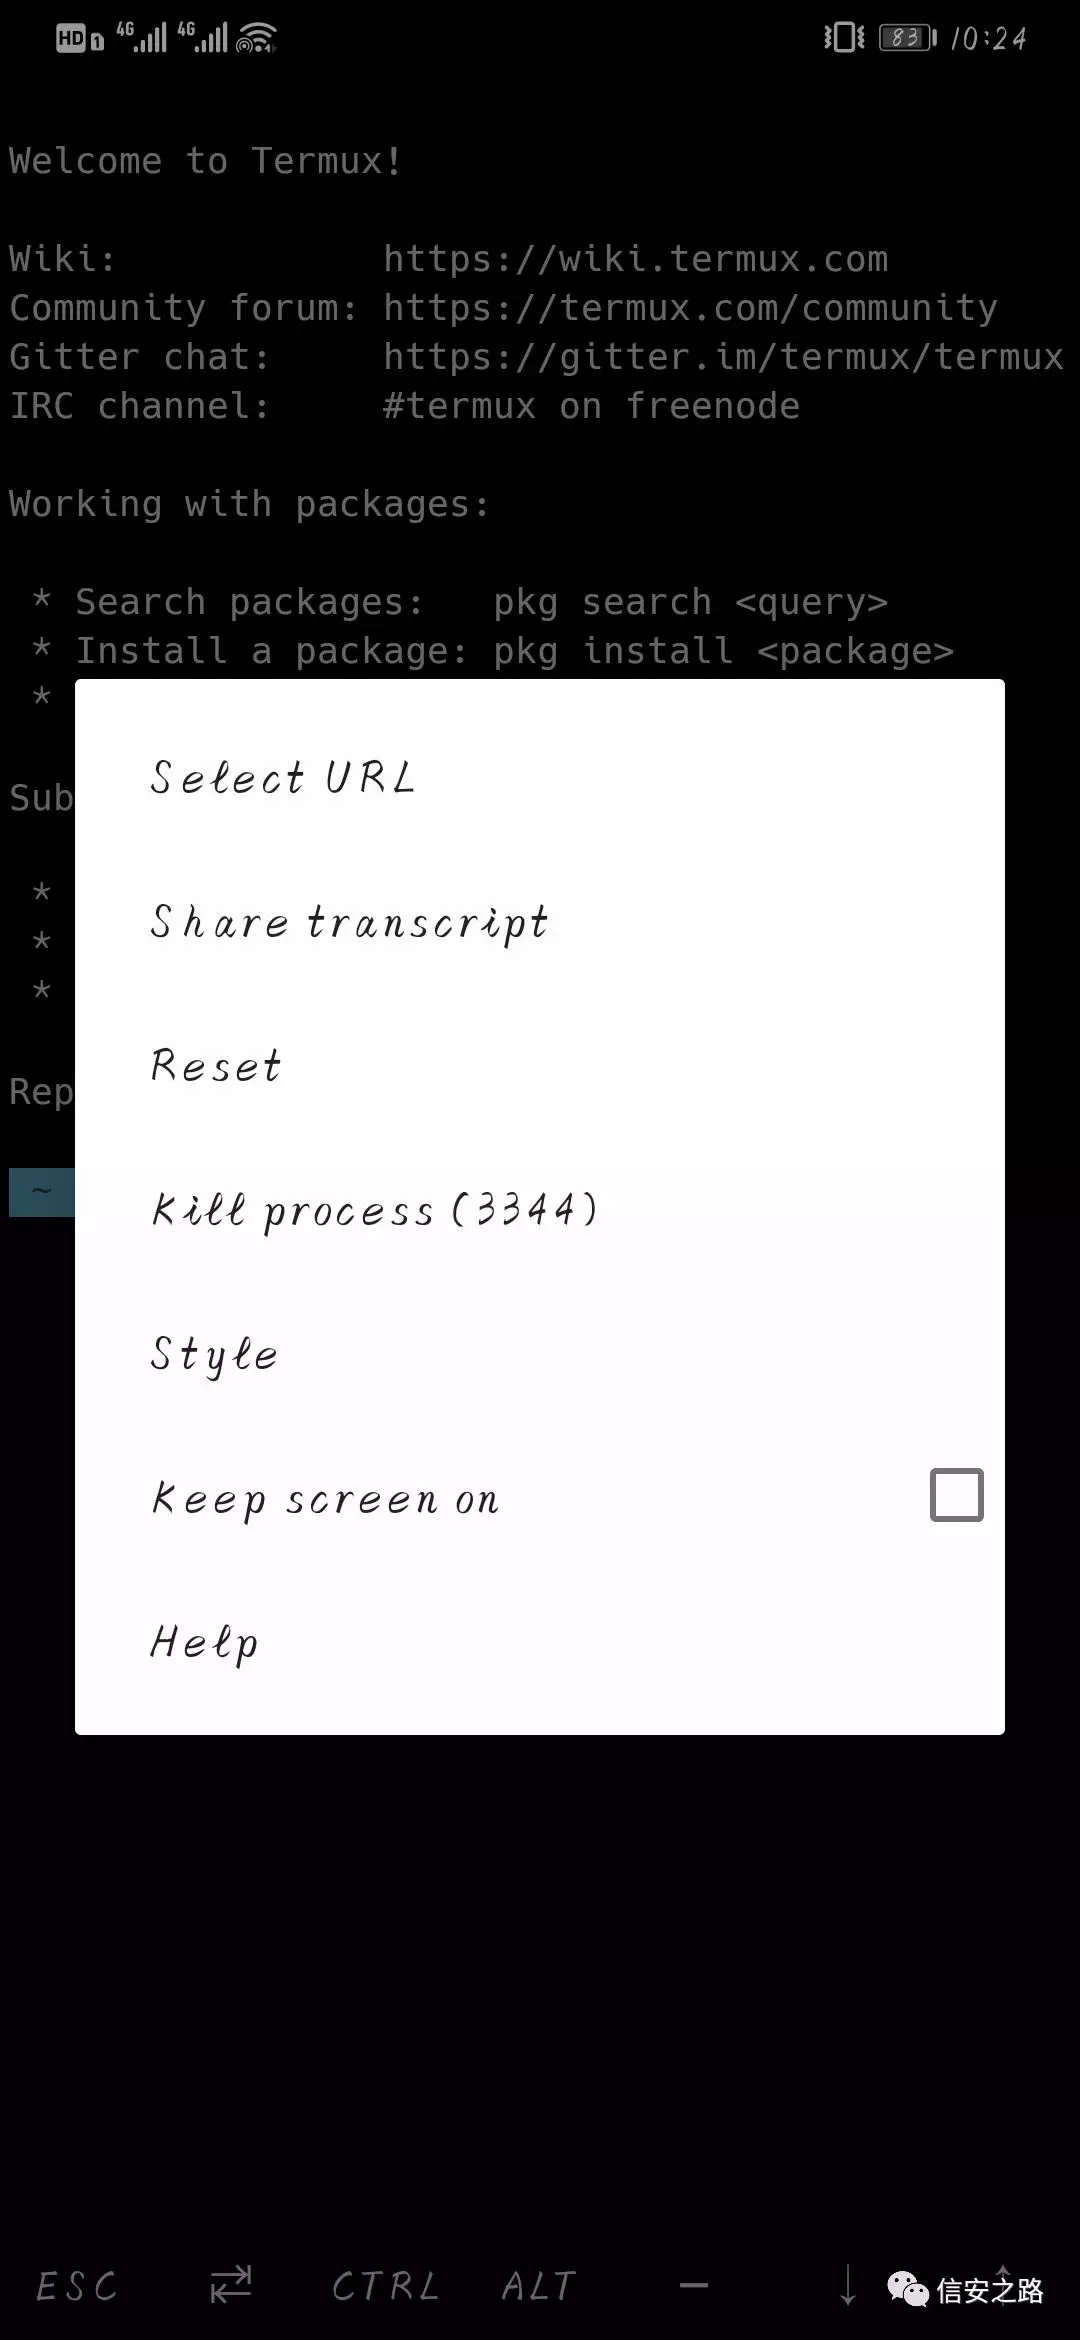 HD 1 4G 4G 83 10:24
Welcome to Termux!
Wiki: https://wiki.termux.com
Community forum: https://termux.com/community
Gitter chat: https://gitter.im/termux/termux
IRC channel: #termux on freenode
Working with packages:
* Search packages: pkg search <query>
* Install a package: pkg install <package>
*
Select URL
Sub
Share transcript
*
*
*
Reset
Rep
~
Kill process (3344)
Style
Keep screen on
Help
ESC CTRL ALT – ↓ ↑
信安之路